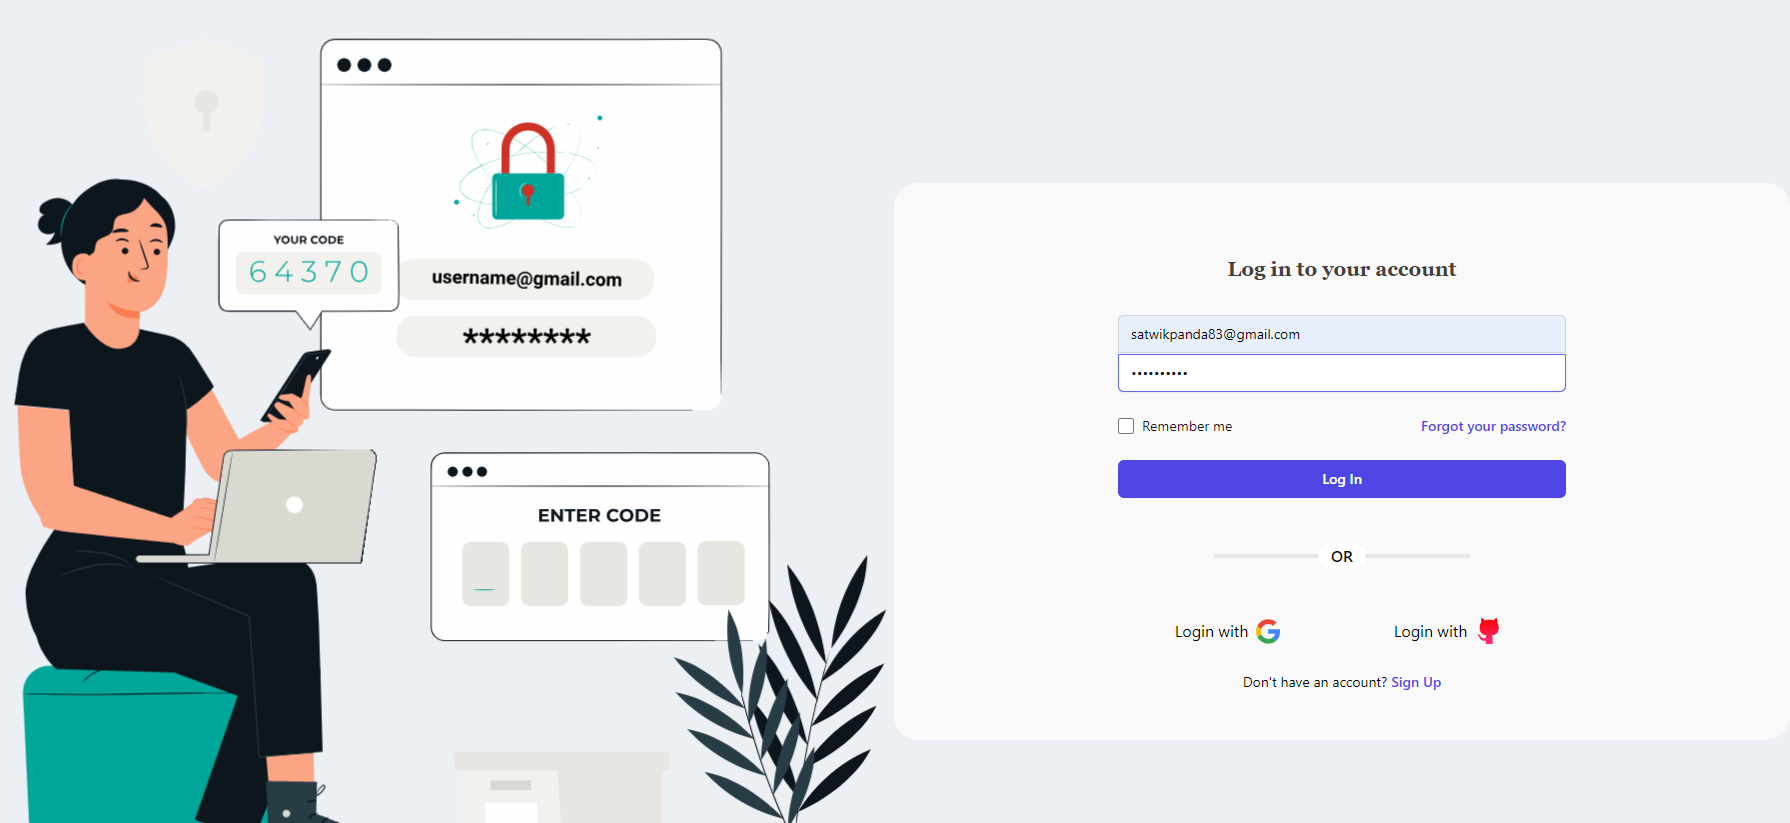 YOUR CODE
64370
username@gmail.com
********
ENTER CODE
Log in to your account
satwikpanda83@gmail.com
••••••••••
Remember me
Forgot your password?
Log In
OR
Login with
Login with
Don't have an account? Sign Up